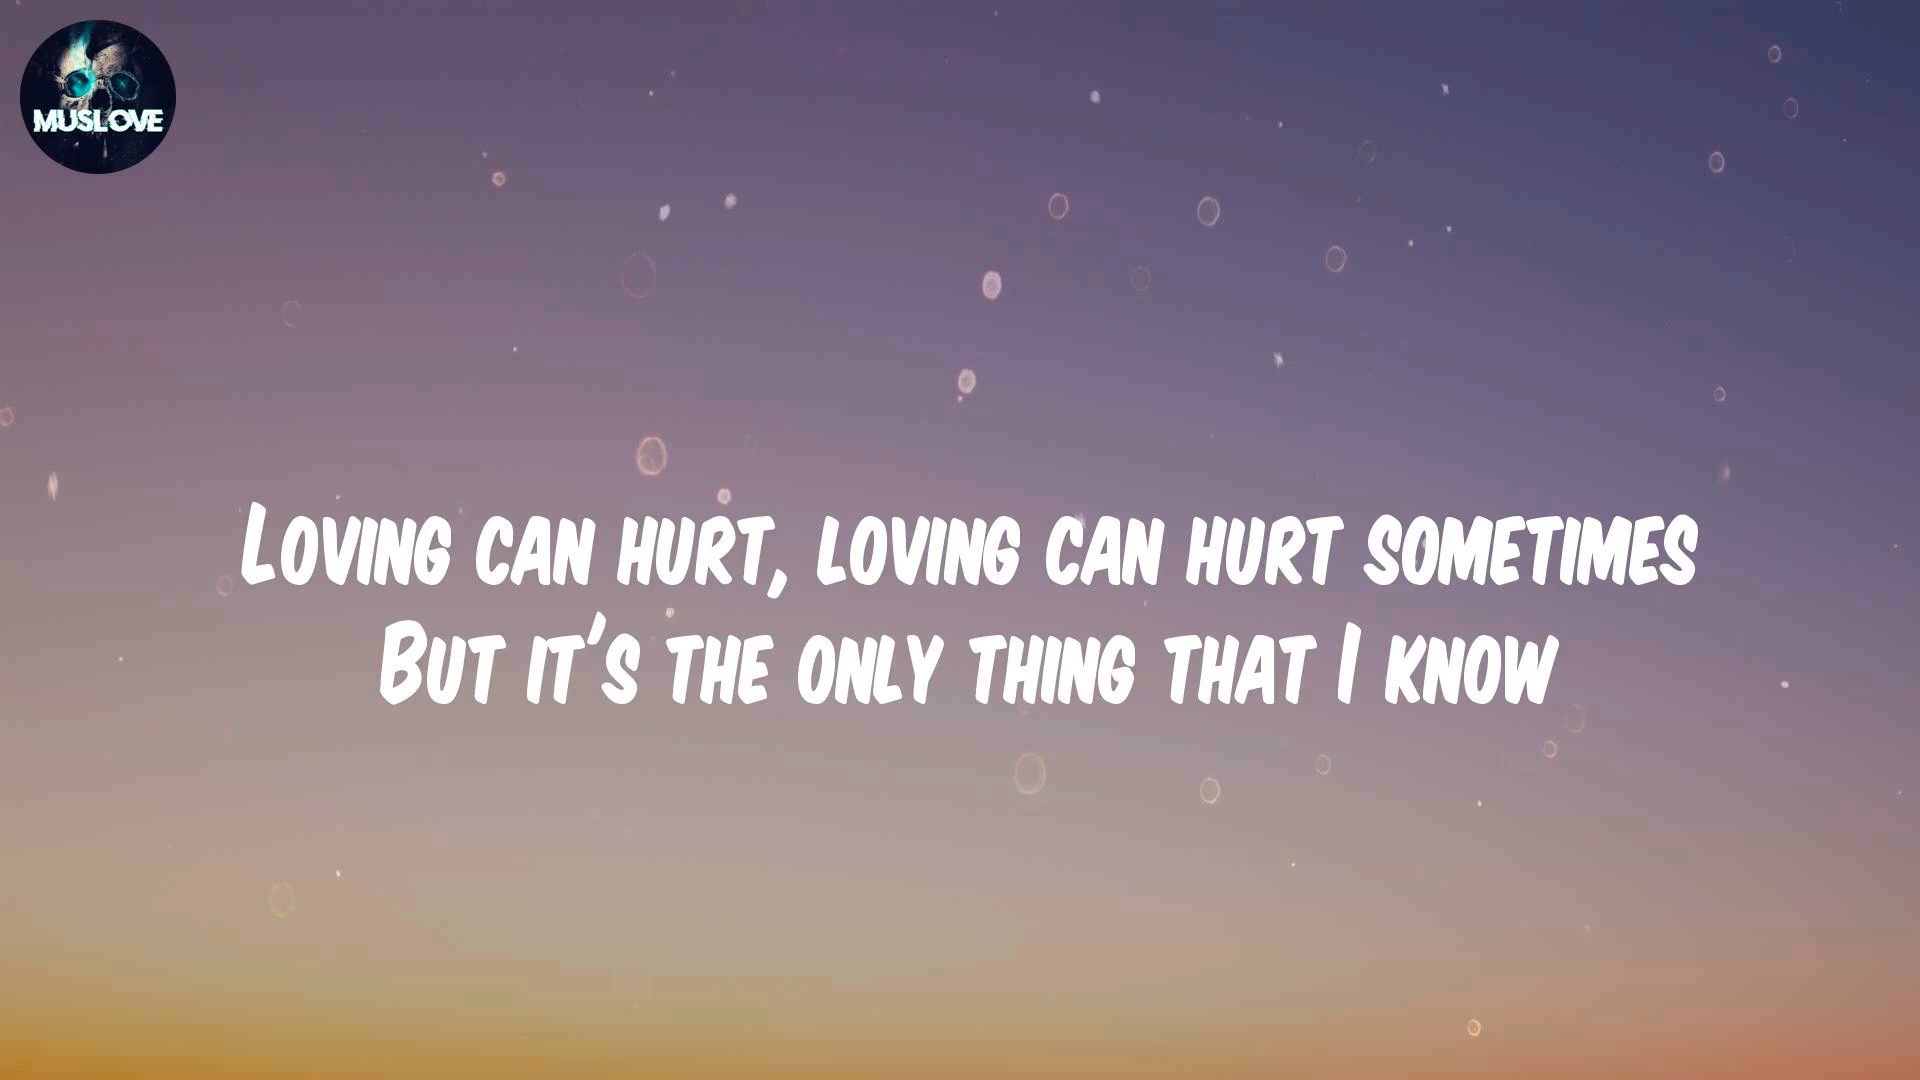 MUSLOVE
Loving can hurt, loving can hurt sometimes
But it's the only thing that I know